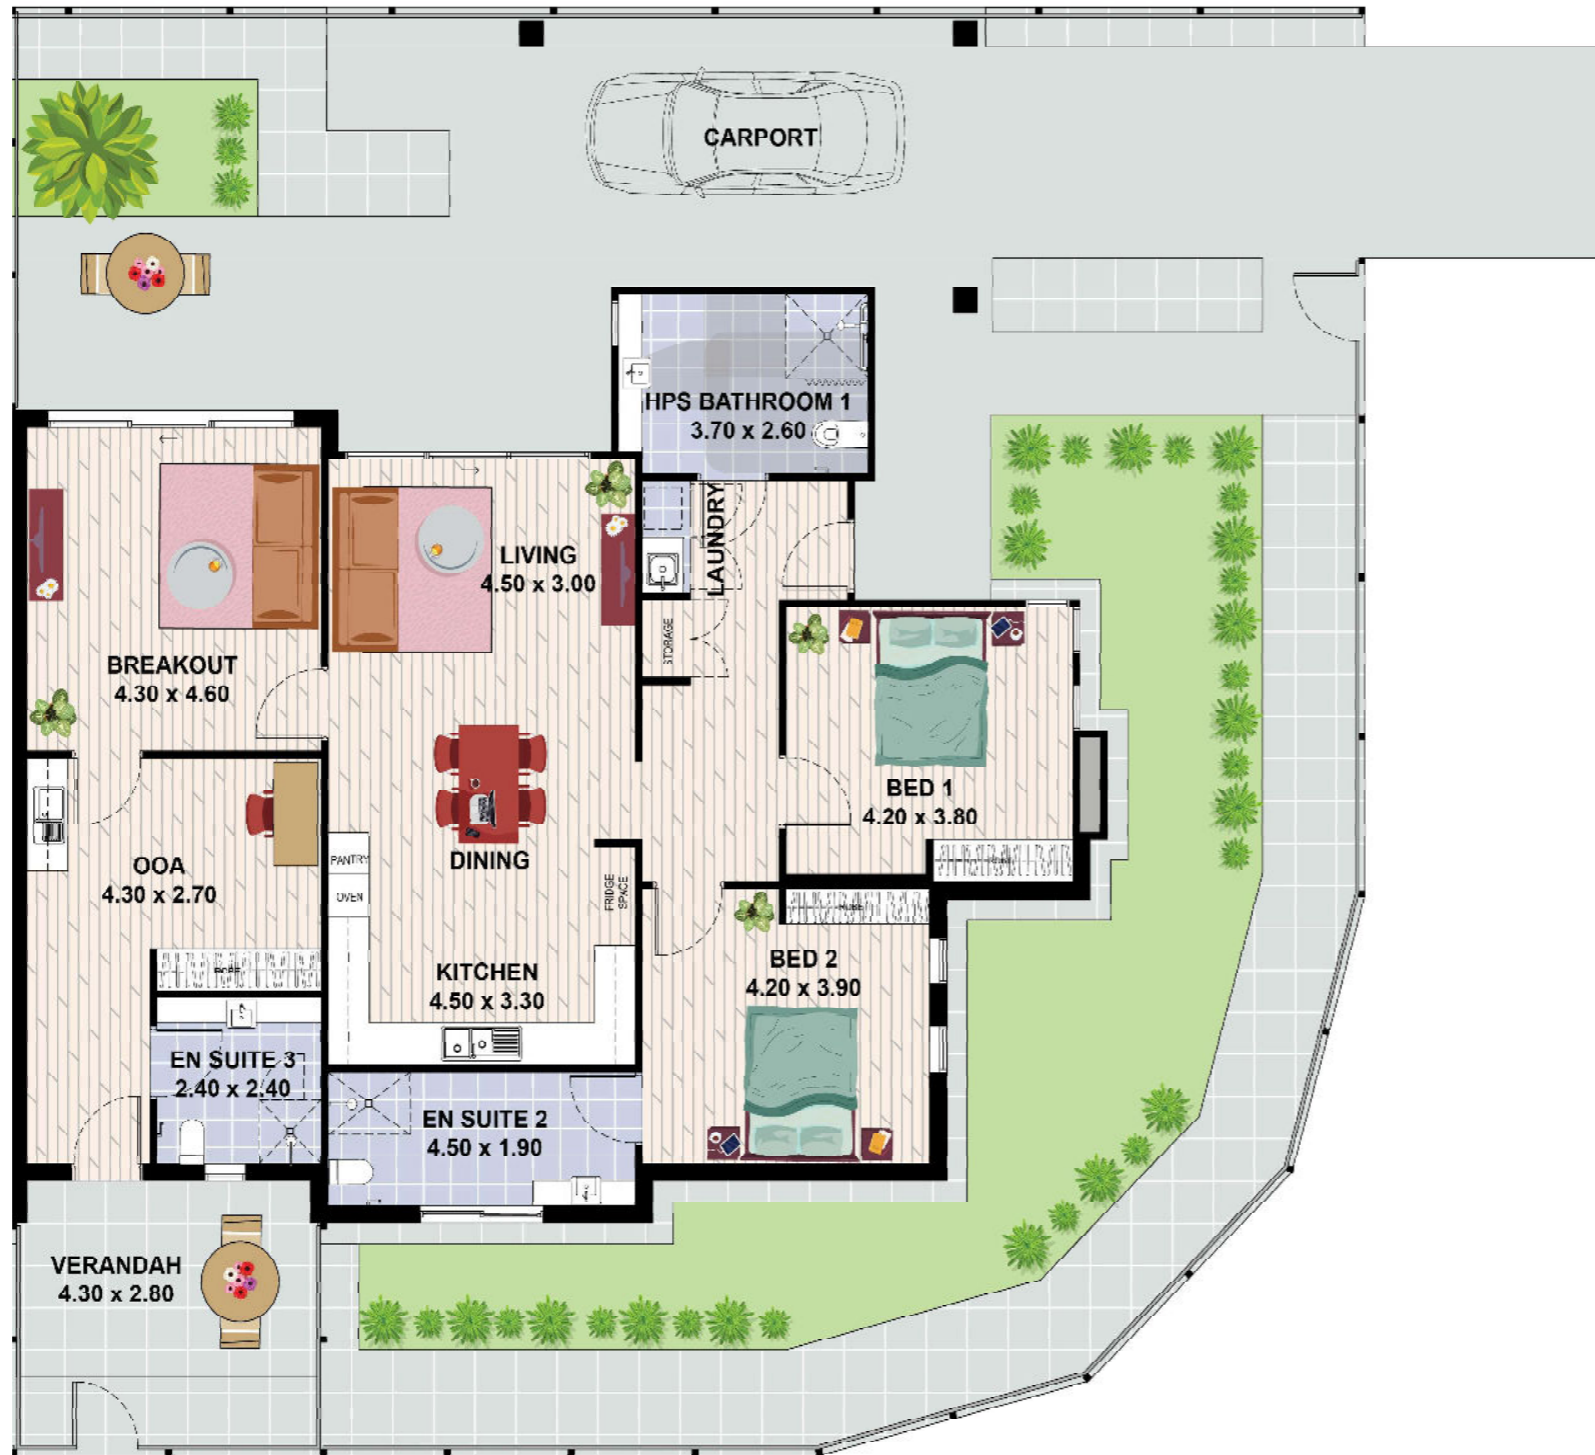 CARPORT
HPS BATHROOM 1
3.70 x 2.60
LAUNDRY
LIVING
4.50 x 3.00
STORAGE
BREAKOUT
4.30 x 4.60
BED 1
4.20 x 3.80
DINING
PANTRY
OVEN
FRIDGE
SPACE
OOA
4.30 x 2.70
ROBE
ROBE
KITCHEN
4.50 x 3.30
BED 2
4.20 x 3.90
EN SUITE 3
2.40 x 2.40
EN SUITE 2
4.50 x 1.90
VERANDAH
4.30 x 2.80